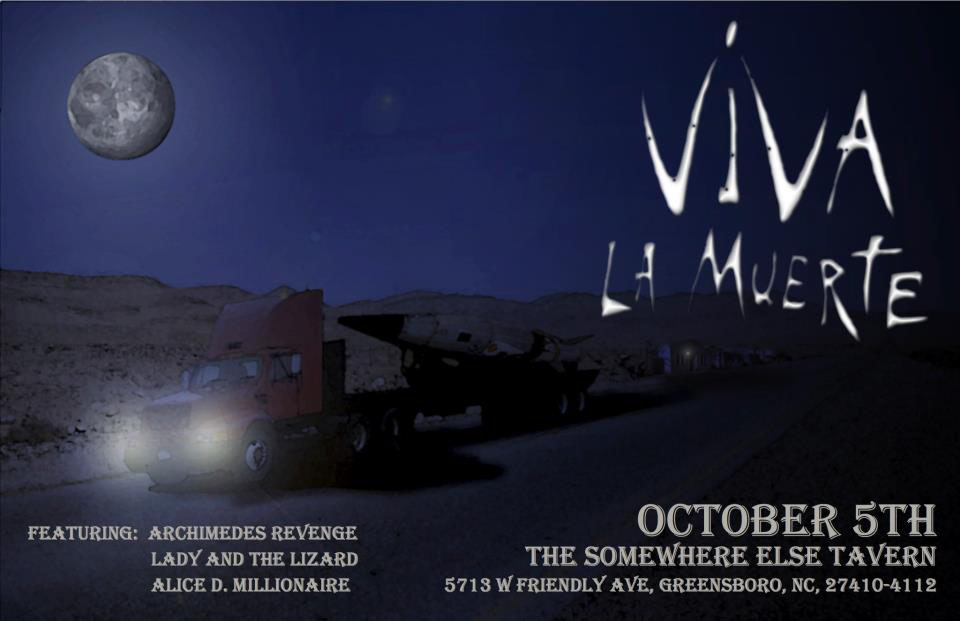 VIVA
LA MUERTE
FEATURING: ARCHIMEDES REVENGE
LADY AND THE LIZARD
ALICE D. MILLIONAIRE
OCTOBER 5TH
THE SOMEWHERE ELSE TAVERN
5713 W FRIENDLY AVE, GREENSBORO, NC, 27410-4112